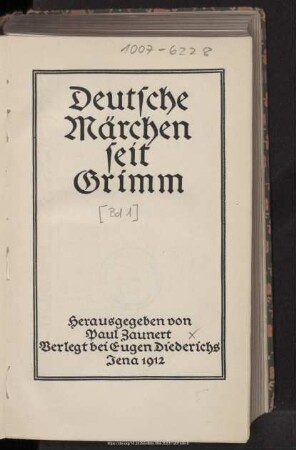 1007-6228
Deutſche
Märchen
ſeit
Grimm
[Bd 1]
Herausgegeben von
Paul Zaunert
Verlegt bei Eugen Diederichs
Jena 1912